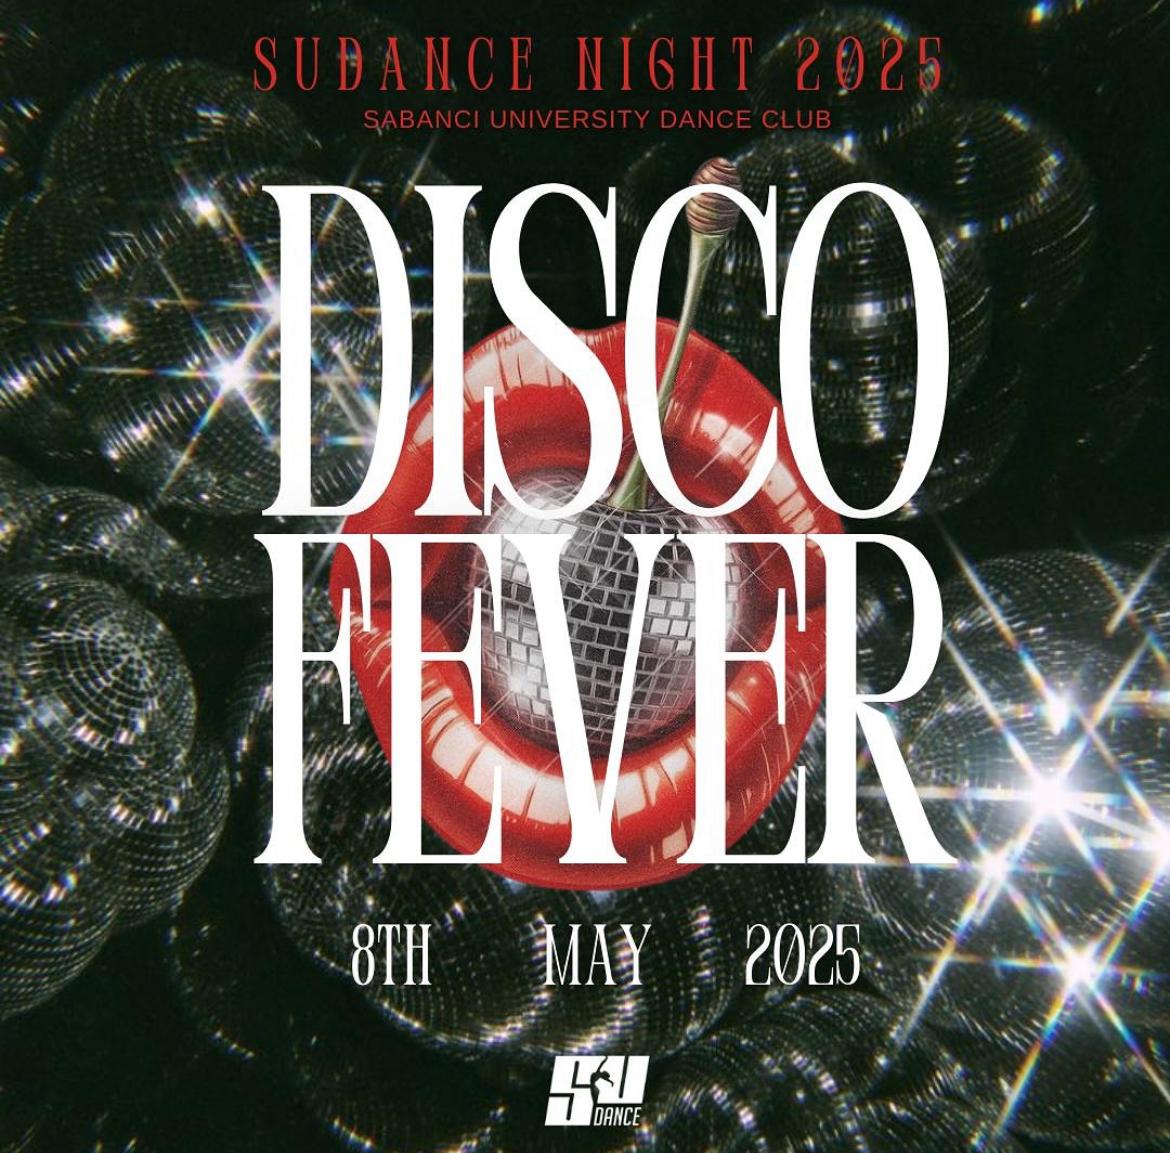 SUDANCE NIGHT 2025
SABANCI UNIVERSITY DANCE CLUB
DISCO
FEVER
8TH MAY 2025
SU
DANCE